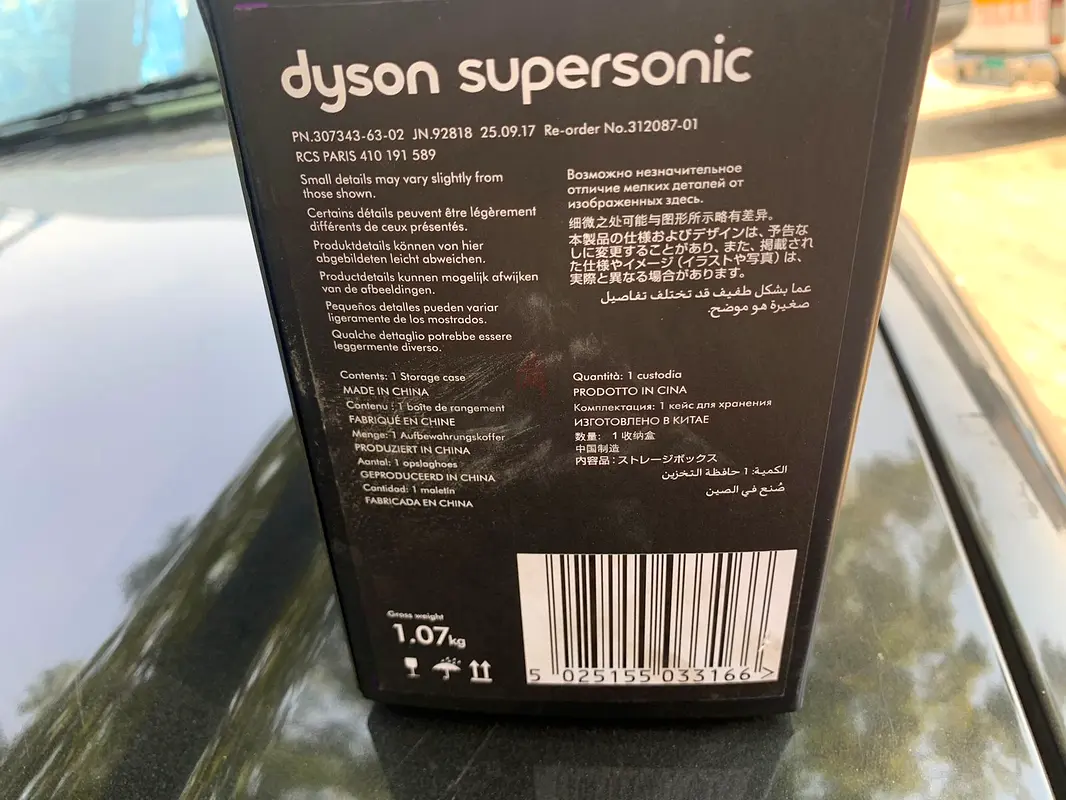 dyson supersonic
PN.307343-63-02 JN.92818 25.09.17 Re-order No.312087-01
RCS PARIS 410 191 589
Small details may vary slightly from
those shown.
Certains détails peuvent être légèrement
différents de ceux présentés.
Produktdetails können von hier
abgebildeten leicht abweichen.
Productdetails kunnen mogelijk afwijken
van de afbeeldingen.
Pequeños detalles pueden variar
ligeramente de los mostrados.
Qualche dettaglio potrebbe essere
leggermente diverso.
Возможно незначительное
отличие мелких деталей от
изображенных здесь.
细微之处可能与图形所示略有差异。
本製品の仕様およびデザインは、予告な
しに変更することがあり、また、掲載され
た仕様やイメージ（イラストや写真）は、
実際と異なる場合があります。
عما بشكل طفيف قد تختلف تفاصيل
صغيرة هو موضح.
Contents: 1 Storage case
MADE IN CHINA
Contenu : 1 boîte de rangement
FABRIQUÉ EN CHINE
Menge: 1 Aufbewahrungskoffer
PRODUZIERT IN CHINA
Aantal: 1 opslaghoes
GEPRODUCEERD IN CHINA
Cantidad: 1 maletín
FABRICADA EN CHINA
Quantità: 1 custodia
PRODOTTO IN CINA
Комплектация: 1 кейс для хранения
ИЗГОТОВЛЕНО В КИТАЕ
数量： 1 收纳盒
中国制造
内容品：ストレージボックス
الكمية: 1 حافظة التخزين
صُنع في الصين
Gross weight
1.07kg
5 025155 033166 >